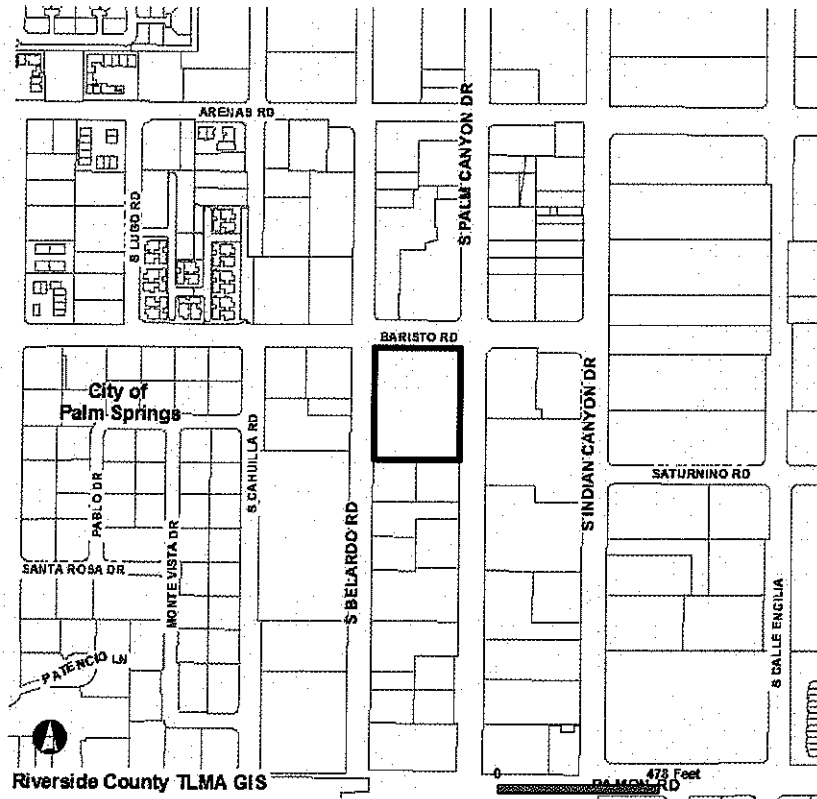 ARENAS RD
S PALM CANYON DR
S LUGO RD
BARISTO RD
City of
Palm Springs
S CAHUILLA RD
S INDIAN CANYON DR
SATURNINO RD
PABLO DR
MONTE VISTA DR
S BELARDO RD
SANTA ROSA DR
PATENCIO LN
S CALLE ENCILIA
Riverside County TLMA GIS
0
478 Feet
RAMON RD